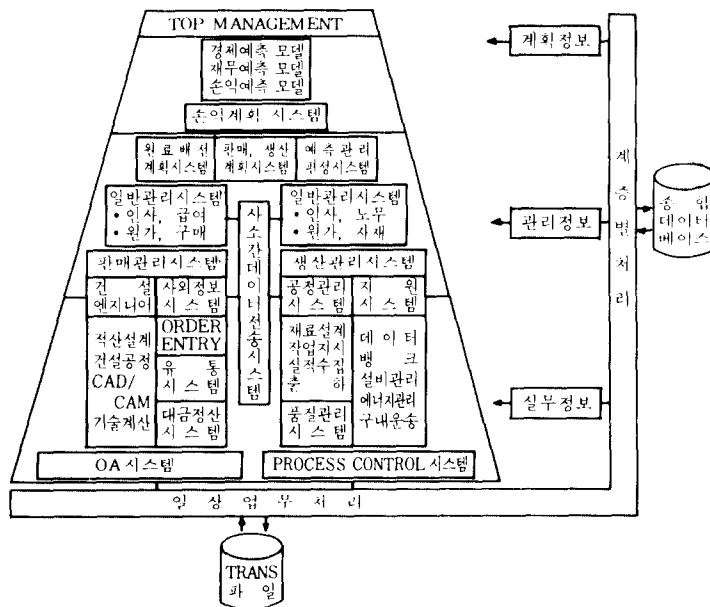 TOP MANAGEMENT
경제예측 모델
재무예측 모델
손익예측 모델
손익계획 시스템
원료배선
계획시스템
판매, 생산
계획시스템
예측관리
편성시스템
일반관리시스템
• 인사, 급여
• 원가, 구매
일반관리시스템
• 인사, 노무
• 원가, 자재
사소간데이터전송시스템
판매관리시스템
생산관리시스템
건 설
엔지니어
사외정보
시 스 템
공정관리
시 스 템
지 원
시 스 템
적산설계
건설공정
CAD/
CAM
기술계산
ORDER
ENTRY
유 통
시 스 템
대금정산
시 스 템
재료설계
작업지시
실적수집
출 하
품질관리
시 스 템
데 이 터
뱅 크
설비관리
에너지관리
구내운송
OA 시스템
PROCESS CONTROL 시스템
일 상 업 무 처 리
TRANS
파 일
계획정보
관리정보
실무정보
계 층 별 처 리
종 합
데이터
베이스